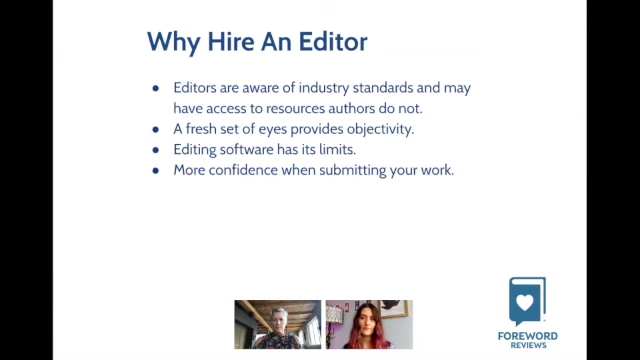 Why Hire An Editor
● Editors are aware of industry standards and may
have access to resources authors do not.
● A fresh set of eyes provides objectivity.
● Editing software has its limits.
● More confidence when submitting your work.
FOREWORD
REVIEWS